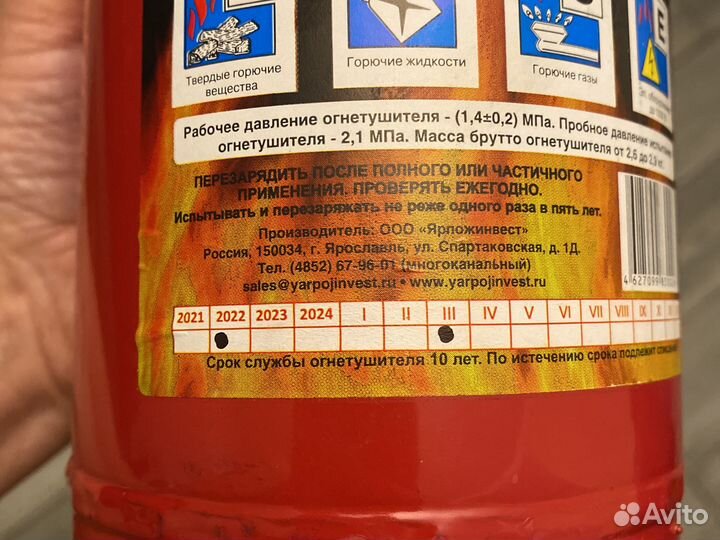 E
Твердые горючие
вещества
Горючие жидкости
Горючие газы
Рабочее давление огнетушителя - (1,4±0,2) МПа. Пробное давление
огнетушителя - 2,1 МПа. Масса брутто огнетушителя от 2,6 до 2,9 кг.
ПЕРЕЗАРЯДИТЬ ПОСЛЕ ПОЛНОГО ИЛИ ЧАСТИЧНОГО
ПРИМЕНЕНИЯ. ПРОВЕРЯТЬ ЕЖЕГОДНО.
Испытывать и перезаряжать не реже одного раза в пять лет.
Производитель: ООО «Ярпожинвест»
Россия, 150034, г. Ярославль, ул. Спартаковская, д. 1Д.
Тел. (4852) 67-96-01 (многоканальный)
sales@yarpojinvest.ru • www.yarpojinvest.ru
2021 2022 2023 2024 I II III IV V VI VII VIII IX X XI
Срок службы огнетушителя 10 лет. По истечению срока подлежит
Avito